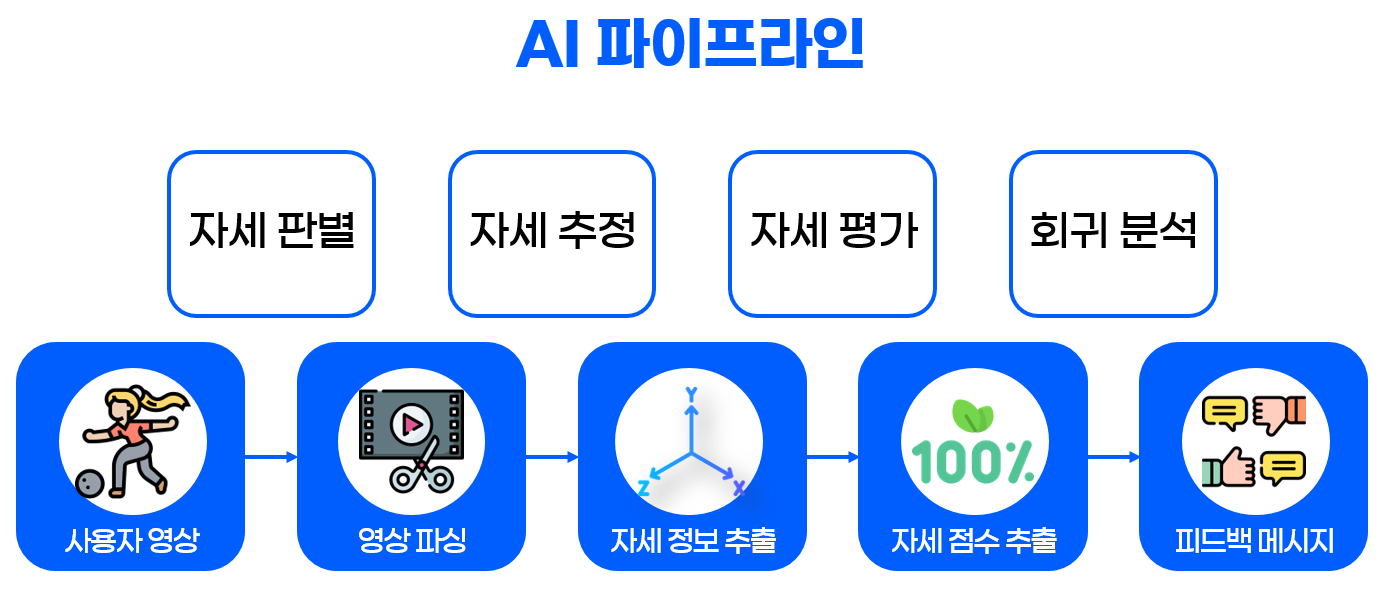 AI 파이프라인
자세 판별
자세 추정
자세 평가
회귀 분석
사용자 영상
영상 파싱
Y
Z
X
자세 정보 추출
100%
자세 점수 추출
피드백 메시지